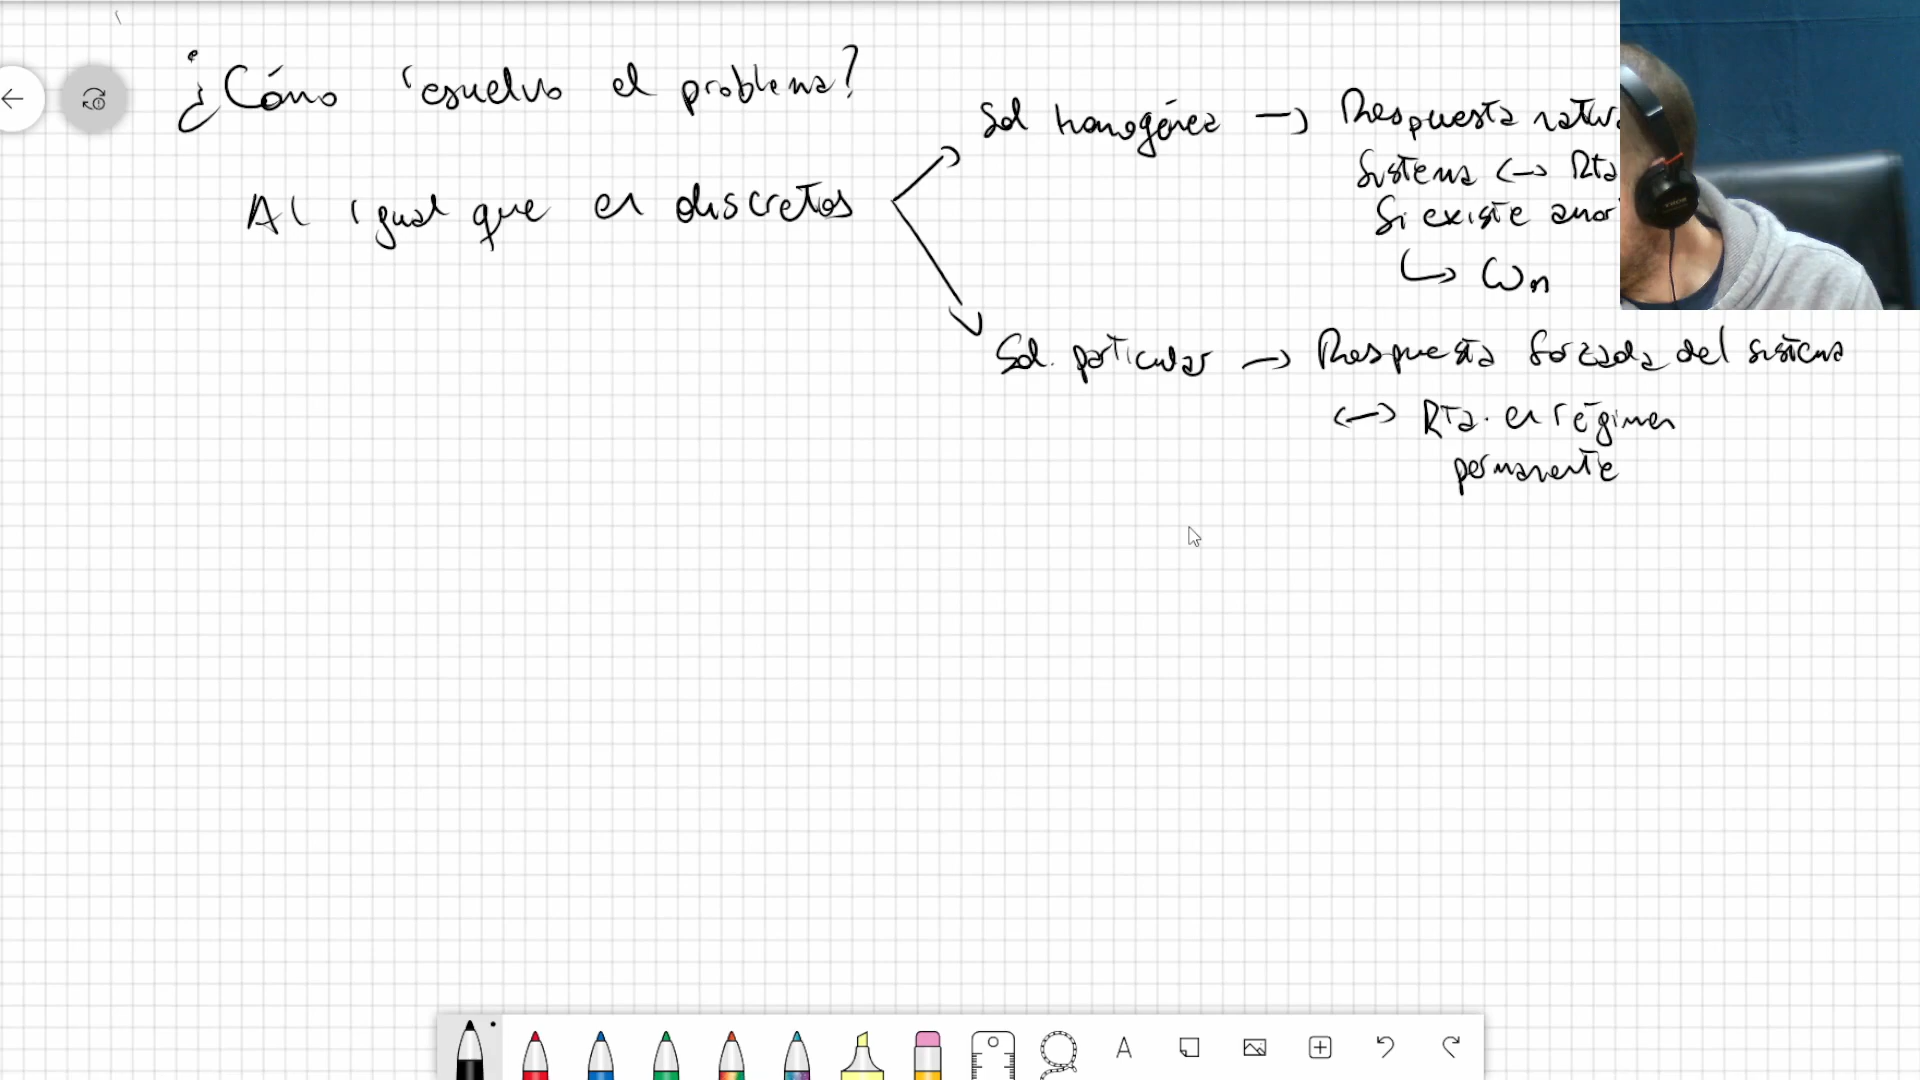 ¿Cómo resuelvo el problema?
Al igual que en discretos
Sol homogénea → Respuesta natur
Sistema ↔ Rta
Si existe amor
↳ ωn
Sol. particular → Respuesta forzada del sistema
↔ Rta. en régimen
permanente